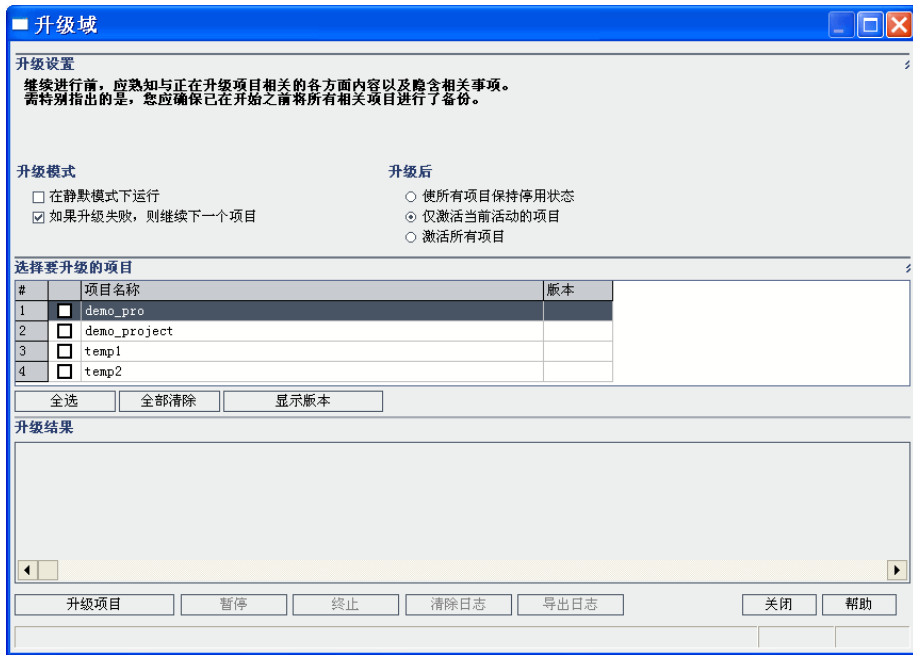 升级域
升级设置
继续进行前，应熟知与正在升级项目相关的各方面内容以及隐含相关事项。
需特别指出的是，您应确保已在开始之前将所有相关项目进行了备份。
升级模式
在静默模式下运行
如果升级失败，则继续下一个项目
升级后
使所有项目保持停用状态
仅激活当前活动的项目
激活所有项目
选择要升级的项目
# 项目名称 版本
1 demo_pro
2 demo_project
3 temp1
4 temp2
全选 全部清除 显示版本
升级结果
升级项目 暂停 终止 清除日志 导出日志 关闭 帮助